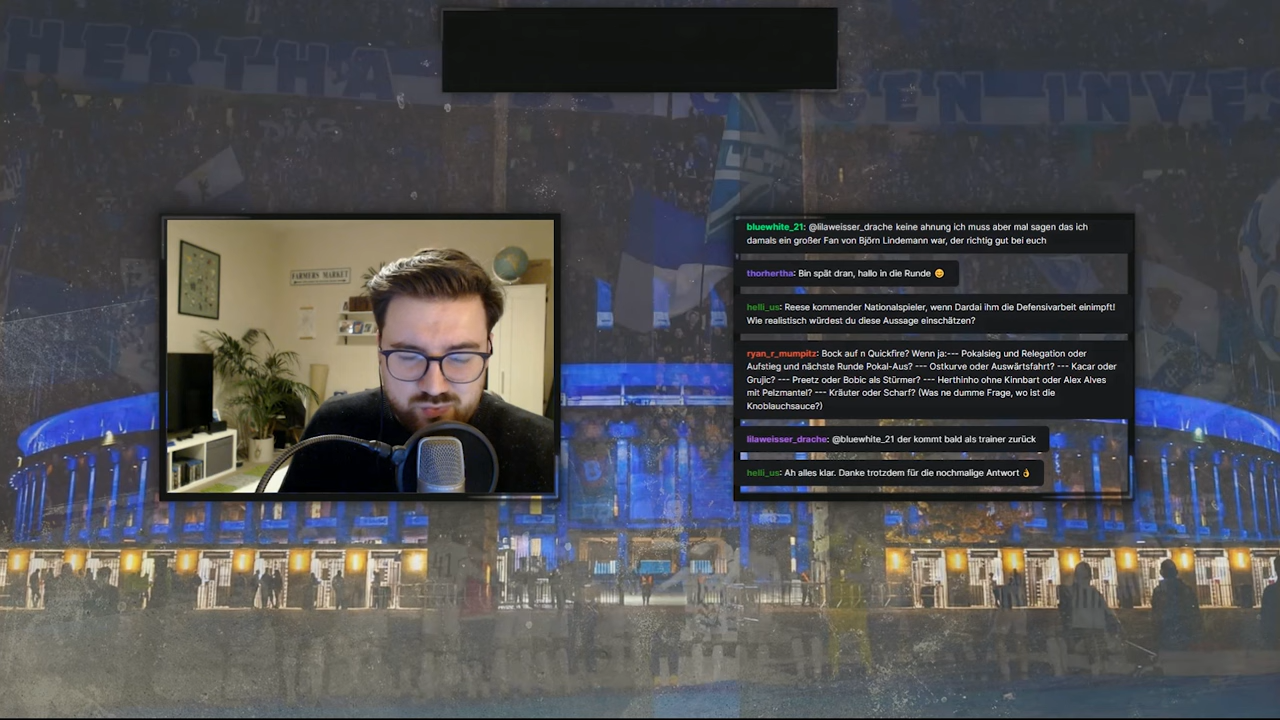 HERTHA
GEGEN INVES
FARMERS MARKET
bluewhite_21: @lilaweisser_drache keine ahnung ich muss aber mal sagen das ich
damals ein großer Fan von Björn Lindemann war, der richtig gut bei euch
thorhertha: Bin spät dran, hallo in die Runde 😊
helli_us: Reese kommender Nationalspieler, wenn Dardai ihm die Defensivarbeit einimpft!
Wie realistisch würdest du diese Aussage einschätzen?
ryan_r_mumpitz: Bock auf n Quickfire? Wenn ja:--- Pokalsieg und Relegation oder
Aufstieg und nächste Runde Pokal-Aus? --- Ostkurve oder Auswärtsfahrt? --- Kacar oder
Grujic? --- Preetz oder Bobic als Stürmer? --- Herthinho ohne Kinnbart oder Alex Alves
mit Pelzmantel? --- Kräuter oder Scharf? (Was ne dumme Frage, wo ist die
Knoblauchsauce?)
lilaweisser_drache: @bluewhite_21 der kommt bald als trainer zurück
helli_us: Ah alles klar. Danke trotzdem für die nochmalige Antwort 👌